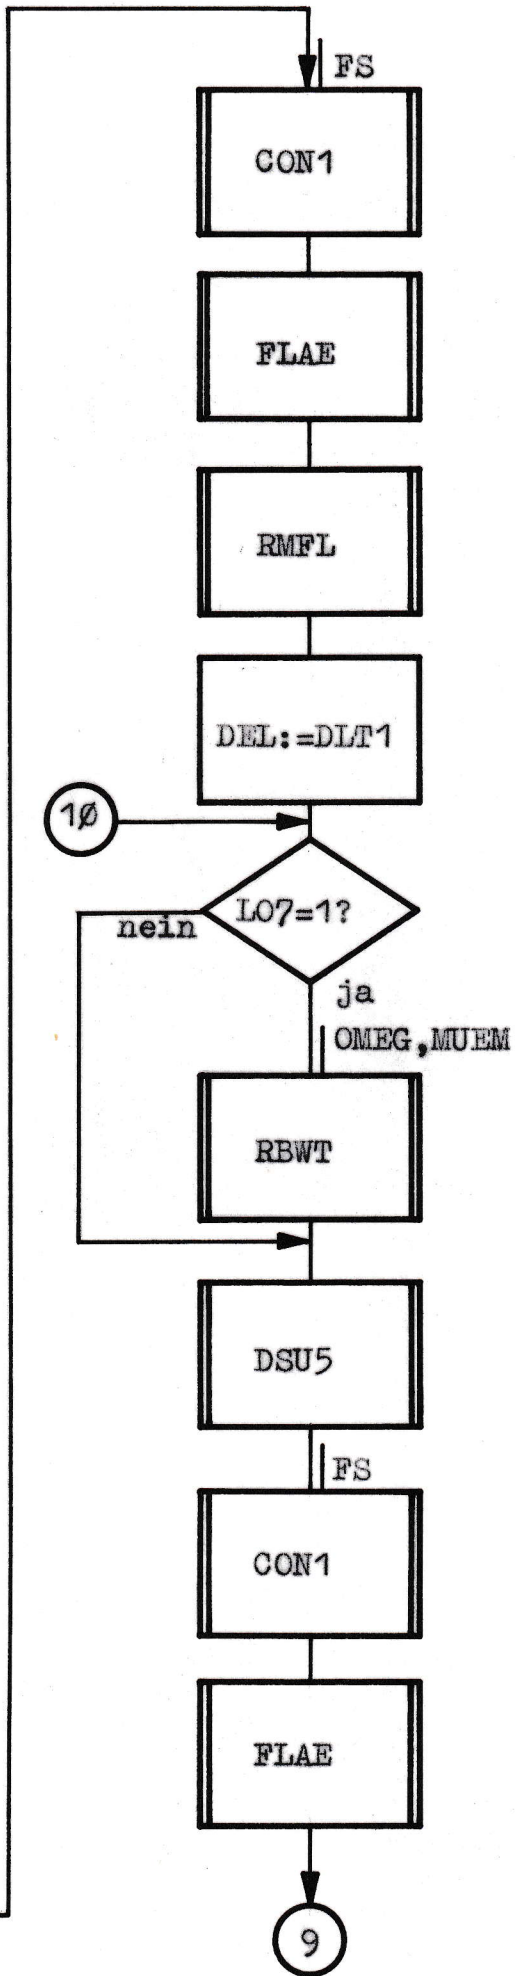 FS
CON1
FLAE
RMFL
DEL:=DLT1
1Ø
LO7=1?
nein
ja
OMEG,MUEM
RBWT
DSU5
FS
CON1
FLAE
9